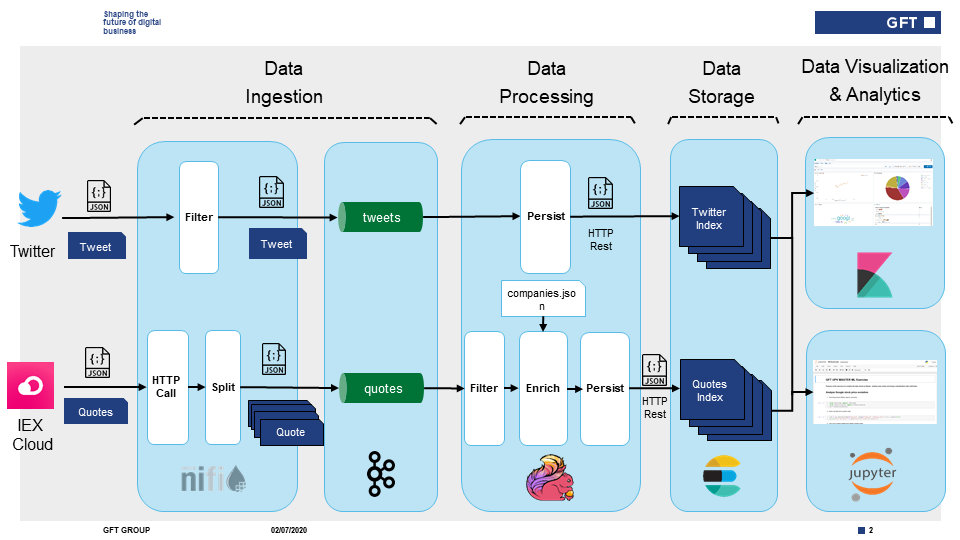 Shaping the
future of digital
business
GFT
Data
Ingestion
Data
Processing
Data
Storage
Data Visualization
& Analytics
{;}
JSON
{;}
JSON
{;}
JSON
Twitter
Tweet
Filter
Tweet
tweets
Persist
HTTP
Rest
Twitter
Index
companies.jso
n
{;}
JSON
{;}
JSON
{;}
JSON
IEX
Cloud
Quotes
HTTP
Call
Split
Quote
quotes
Filter
Enrich
Persist
HTTP
Rest
Quotes
Index
nifi
jupyter
GFT GROUP
02/07/2020
2